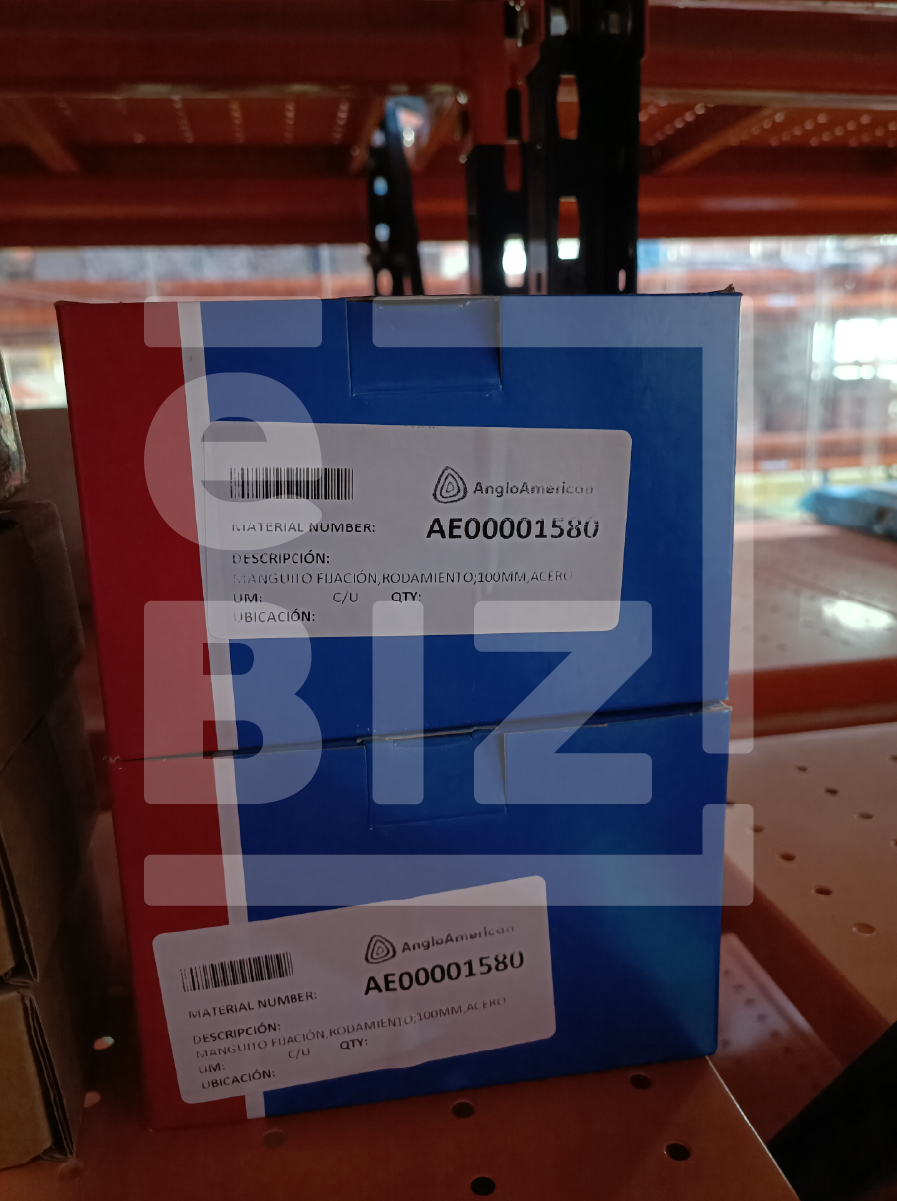 e
BIZ
AngloAmerican
MATERIAL NUMBER: AE00001580
DESCRIPCIÓN:
MANGUITO FIJACIÓN,RODAMIENTO;100MM,ACERO
UM: C/U QTY:
UBICACIÓN:
AngloAmerican
MATERIAL NUMBER: AE00001580
DESCRIPCIÓN:
MANGUITO FIJACIÓN,RODAMIENTO;100MM,ACERO
UM: C/U QTY:
UBICACIÓN: